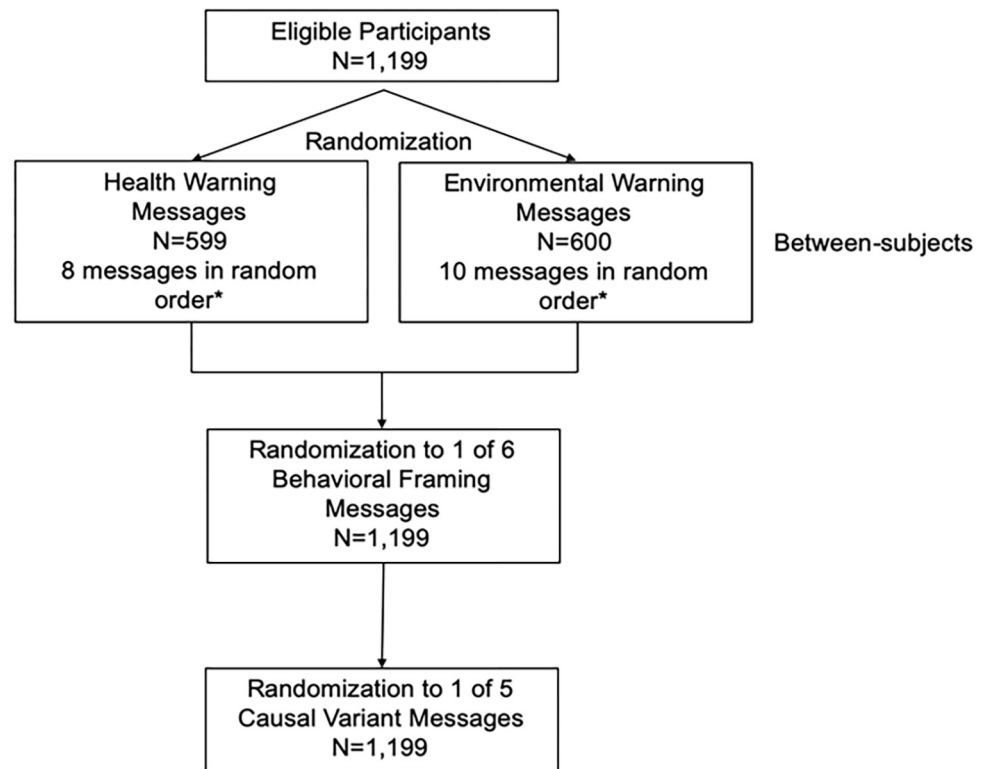 Eligible Participants
N=1,199
Randomization
Health Warning
Messages
N=599
8 messages in random
order*
Environmental Warning
Messages
N=600
10 messages in random
order*
Between-subjects
Randomization to 1 of 6
Behavioral Framing
Messages
N=1,199
Randomization to 1 of 5
Causal Variant Messages
N=1,199